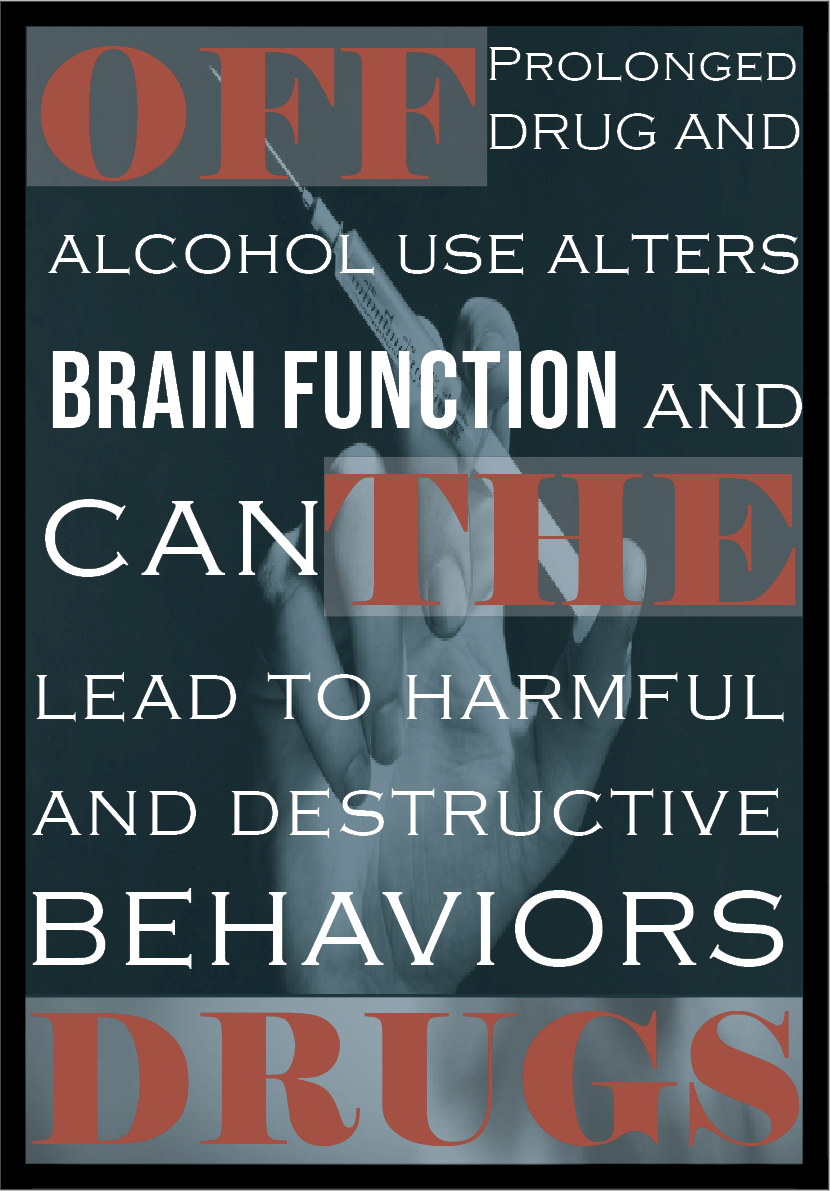 OFF PROLONGED
DRUG AND
ALCOHOL USE ALTERS
BRAIN FUNCTION AND
CAN THE
LEAD TO HARMFUL
AND DESTRUCTIVE
BEHAVIORS
DRUGS